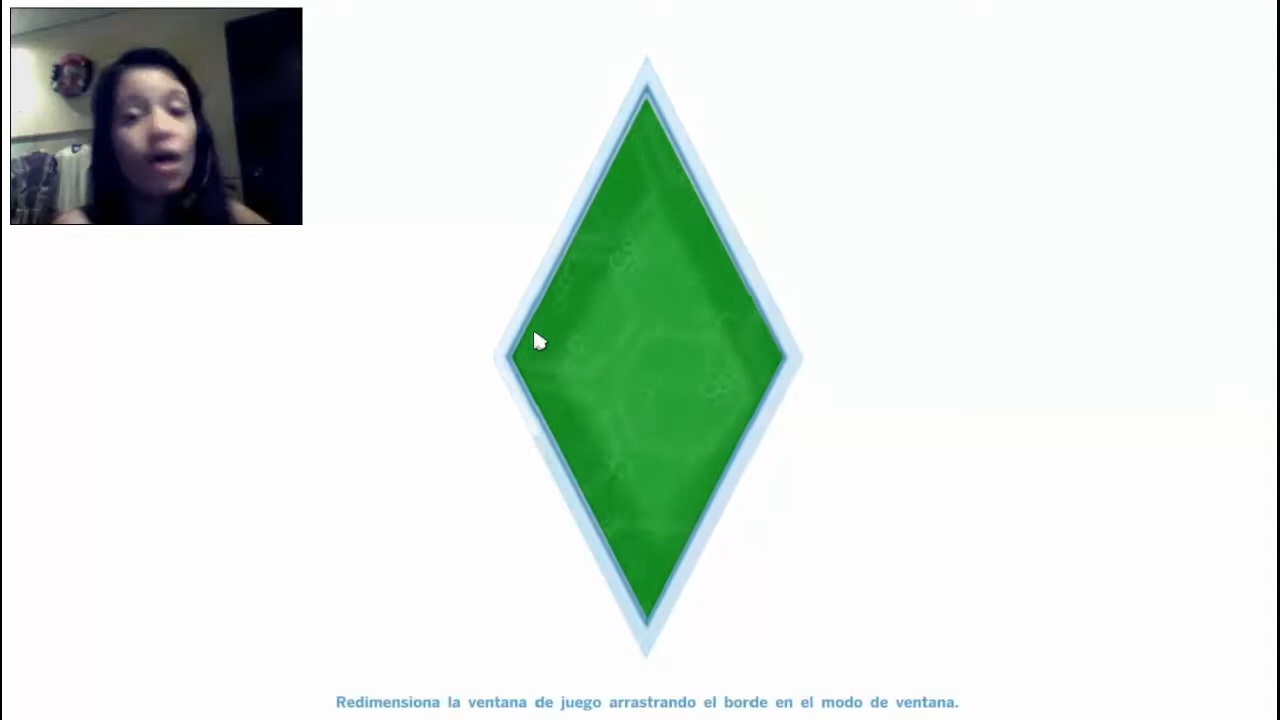 Redimensiona la ventana de juego arrastrando el borde en el modo de ventana.